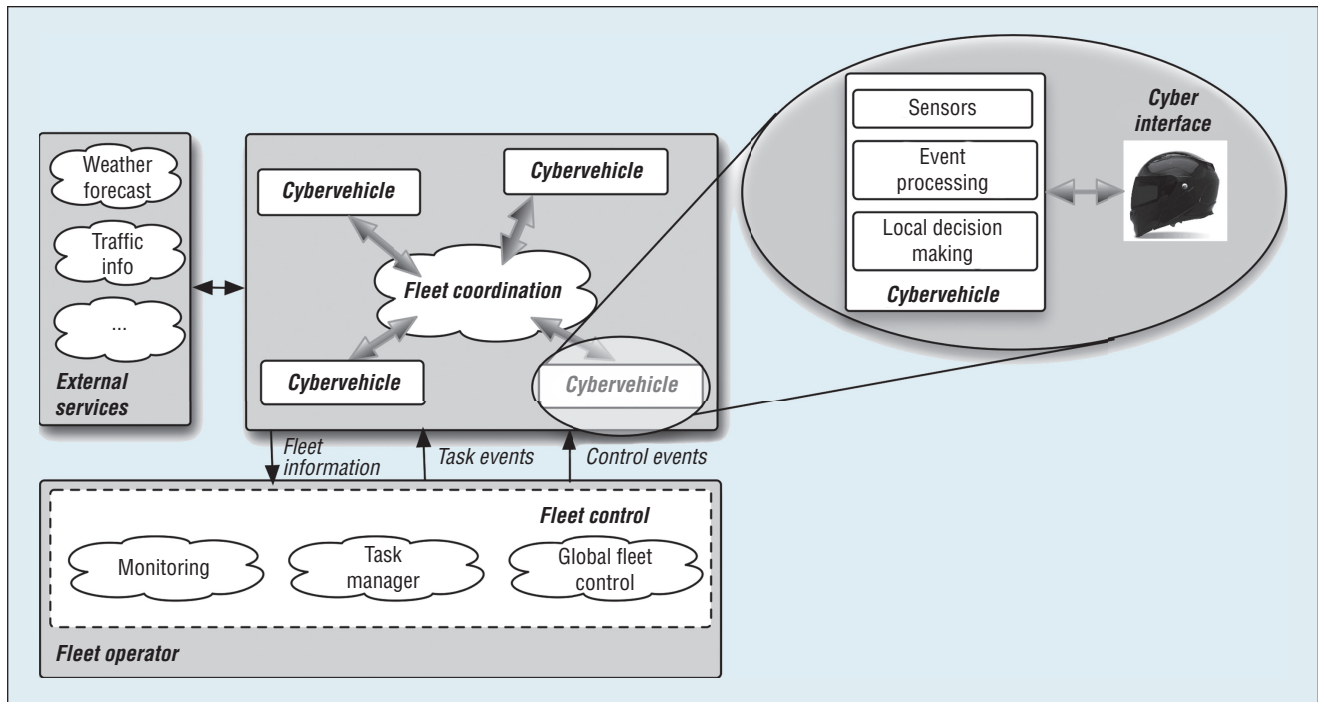 Weather
forecast
Traffic
info
...
External
services
Cybervehicle
Cybervehicle
Fleet coordination
Cybervehicle
Cybervehicle
Sensors
Event
processing
Local decision
making
Cybervehicle
Cyber
interface
Fleet
information
Task events
Control events
Fleet control
Monitoring
Task
manager
Global fleet
control
Fleet operator